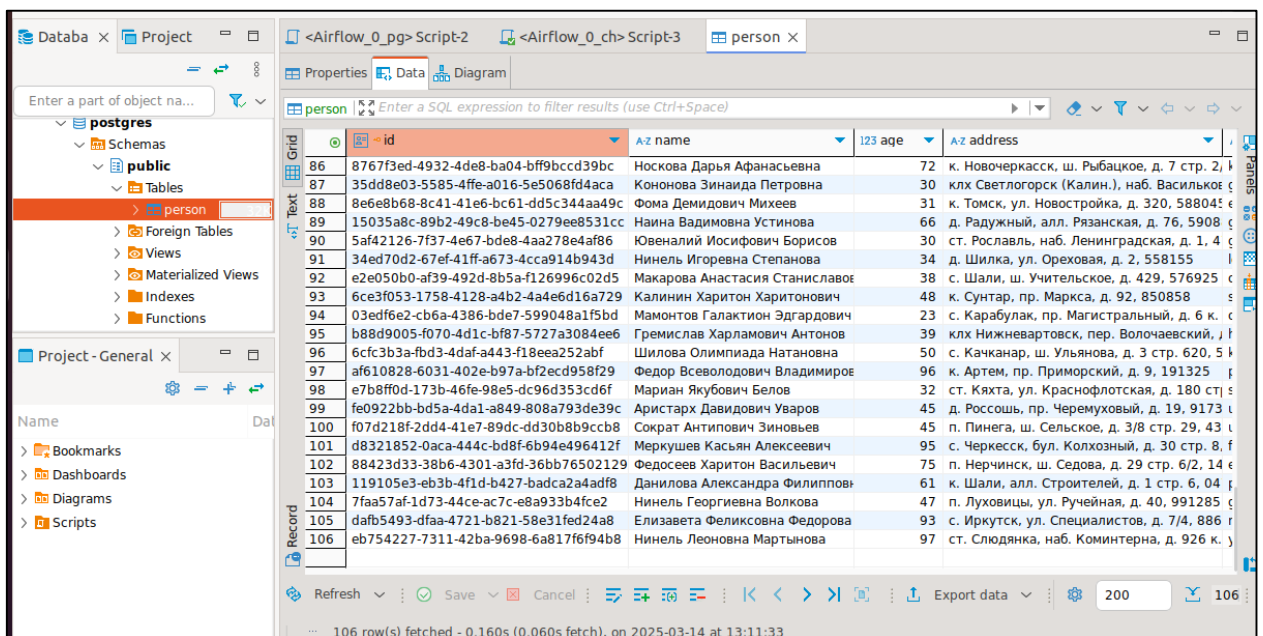 Databa
Project
<Airflow_0_pg> Script-2
<Airflow_0_ch> Script-3
person
Properties
Data
Diagram
Enter a part of object na...
person
Enter a SQL expression to filter results (use Ctrl+Space)
postgres
Schemas
public
Tables
person
Foreign Tables
Views
Materialized Views
Indexes
Functions
Project - General
Name
Bookmarks
Dashboards
Diagrams
Scripts
Grid
Text
Record
Panels
id A-Z name 123 age A-Z address
86 8767f3ed-4932-4de8-ba04-bff9bccd39bc Носкова Дарья Афанасьевна 72 к. Новочеркасск, ш. Рыбацкое, д. 7 стр. 2/
87 35dd8e03-5585-4ffe-a016-5e5068fd4aca Кононова Зинаида Петровна 30 клх Светлогорск (Калин.), наб. Васильков
88 8e6e8b68-8c41-41e6-bc61-dd5c344aa49c Фома Демидович Михеев 31 к. Томск, ул. Новостройка, д. 320, 588045
89 15035a8c-89b2-49c8-be45-0279ee8531cc Наина Вадимовна Устинова 66 д. Радужный, алл. Рязанская, д. 76, 5908
90 5af42126-7f37-4e67-bde8-4aa278e4af86 Ювеналий Иосифович Борисов 30 ст. Рославль, наб. Ленинградская, д. 1, 4
91 34ed70d2-67ef-41ff-a673-4cca914b943d Нинель Игоревна Степанова 34 д. Шилка, ул. Ореховая, д. 2, 558155
92 e2e050b0-af39-492d-8b5a-f126996c02d5 Макарова Анастасия Станиславов 38 с. Шали, ш. Учительское, д. 429, 576925
93 6ce3f053-1758-4128-a4b2-4a4e6d16a729 Калинин Харитон Харитонович 48 к. Сунтар, пр. Маркса, д. 92, 850858
94 03edf6e2-cb6a-4386-bde7-599048a1f5bd Мамонтов Галактион Эдгардович 23 с. Карабулак, пр. Магистральный, д. 6 к.
95 b88d9005-f070-4d1c-bf87-5727a3084ee6 Гремислав Харламович Антонов 39 клх Нижневартовск, пер. Волочаевский,
96 6cfc3b3a-fbd3-4daf-a443-f18eea252abf Шилова Олимпиада Натановна 50 с. Качканар, ш. Ульянова, д. 3 стр. 620, 5
97 af610828-6031-402e-b97a-bf2ecd958f29 Федор Всеволодович Владимиров 96 к. Артем, пр. Приморский, д. 9, 191325
98 e7b8ff0d-173b-46fe-98e5-dc96d353cd6f Мариан Якубович Белов 32 ст. Кяхта, ул. Краснофлотская, д. 180 стр
99 fe0922bb-bd5a-4da1-a849-808a793de39c Аристарх Давидович Уваров 45 д. Россошь, пр. Черемуховый, д. 19, 9173
100 f07d218f-2dd4-41e7-89dc-dd30b8b9ccb8 Сократ Антипович Зиновьев 45 п. Пинега, ш. Сельское, д. 3/8 стр. 29, 43
101 d8321852-0aca-444c-bd8f-6b94e496412f Меркушев Касьян Алексеевич 95 с. Черкесск, бул. Колхозный, д. 30 стр. 8,
102 88423d33-38b6-4301-a3fd-36bb76502129 Федосеев Харитон Васильевич 75 п. Нерчинск, ш. Седова, д. 29 стр. 6/2, 14
103 119105e3-eb3b-4f1d-b427-badca2a4adf8 Данилова Александра Филипповн 61 к. Шали, алл. Строителей, д. 1 стр. 6, 04
104 7faa57af-1d73-44ce-ac7c-e8a933b4fce2 Нинель Георгиевна Волкова 47 п. Луховицы, ул. Ручейная, д. 40, 991285
105 dafb5493-dfaa-4721-b821-58e31fed24a8 Елизавета Феликсовна Федорова 93 с. Иркутск, ул. Специалистов, д. 7/4, 886
106 eb754227-7311-42ba-9698-6a817f6f94b8 Нинель Леоновна Мартынова 97 ст. Слюдянка, наб. Коминтерна, д. 926 к.
Refresh Save Cancel Export data 200 106
106 row(s) fetched - 0.160s (0.060s fetch), on 2025-03-14 at 13:11:33